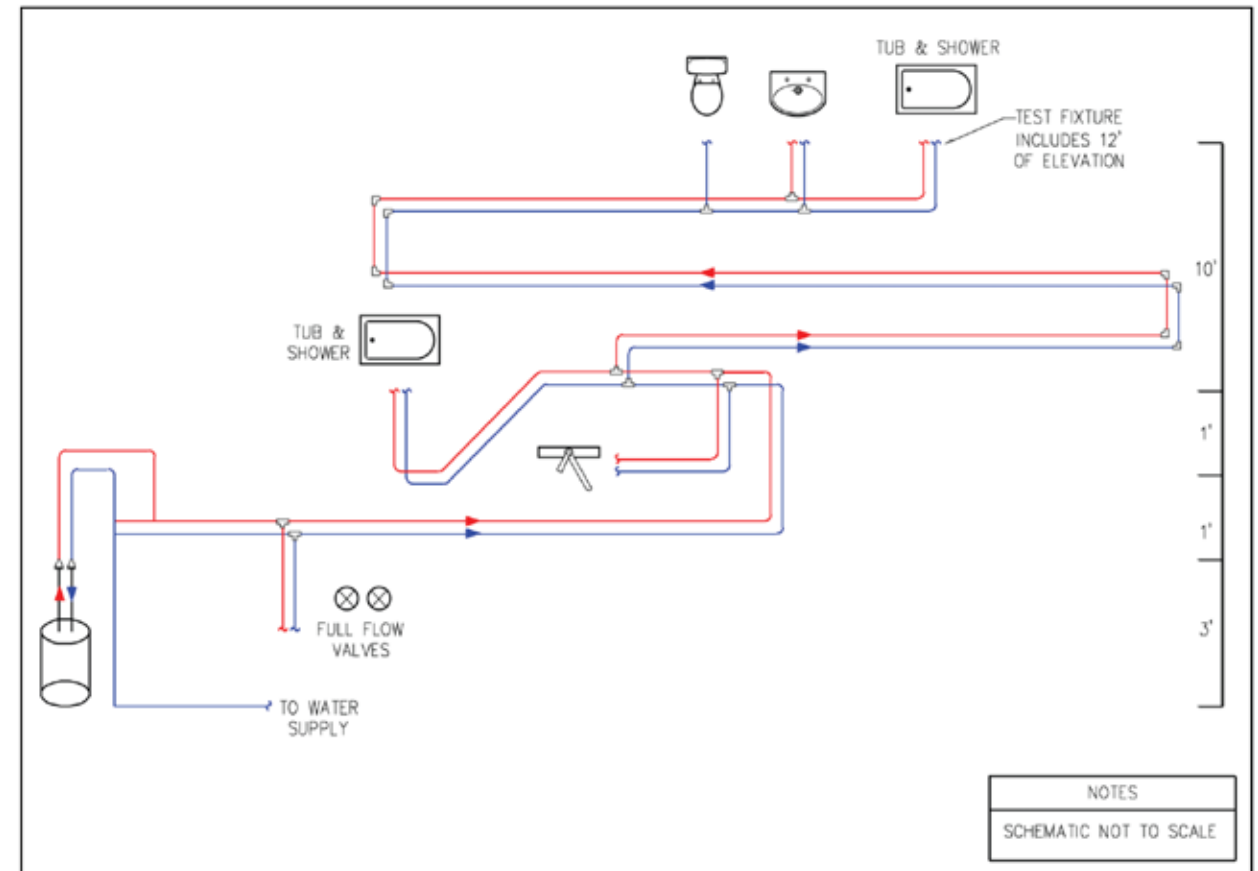 TUB & SHOWER
TEST FIXTURE
INCLUDES 12'
OF ELEVATION
10'
TUB &
SHOWER
1'
1'
FULL FLOW
VALVES
3'
TO WATER
SUPPLY
NOTES
SCHEMATIC NOT TO SCALE